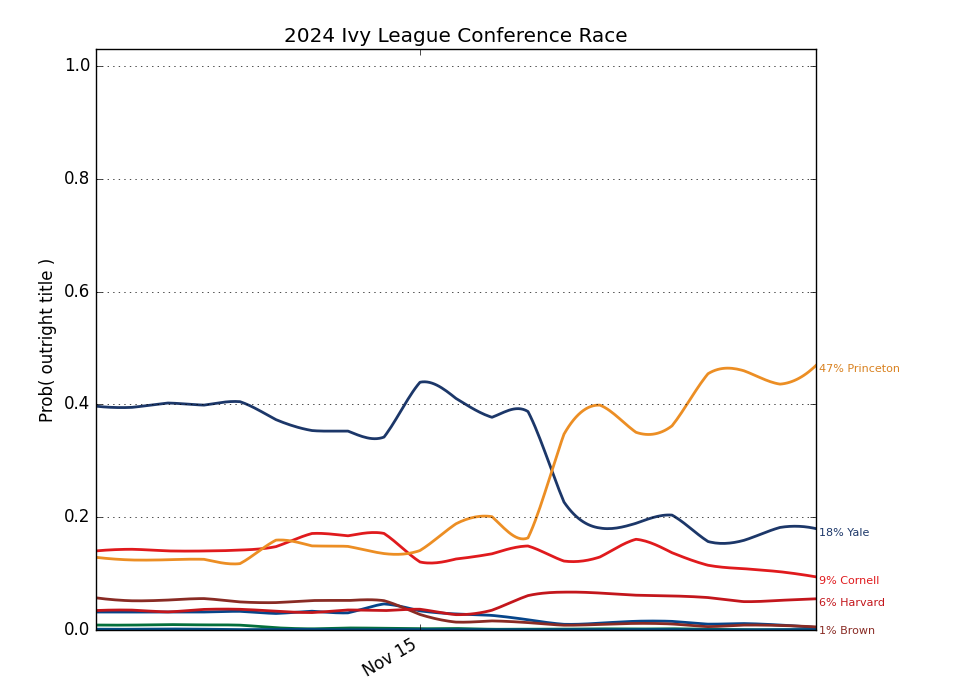 2024 Ivy League Conference Race
1.0
0.8
0.6
0.4
0.2
0.0
Prob( outright title )
Nov 15
47% Princeton
18% Yale
9% Cornell
6% Harvard
1% Brown